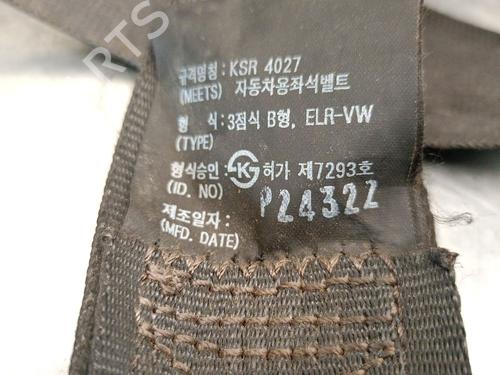 규격명칭 : KSR 4027
(MEETS) 자동차용좌석벨트
형 식 : 3점식 B형, ELR-VW
(TYPE)
형식승인 : K 허가 제7293호
(ID. NO) P24322
제조일자 :
(MFD. DATE)